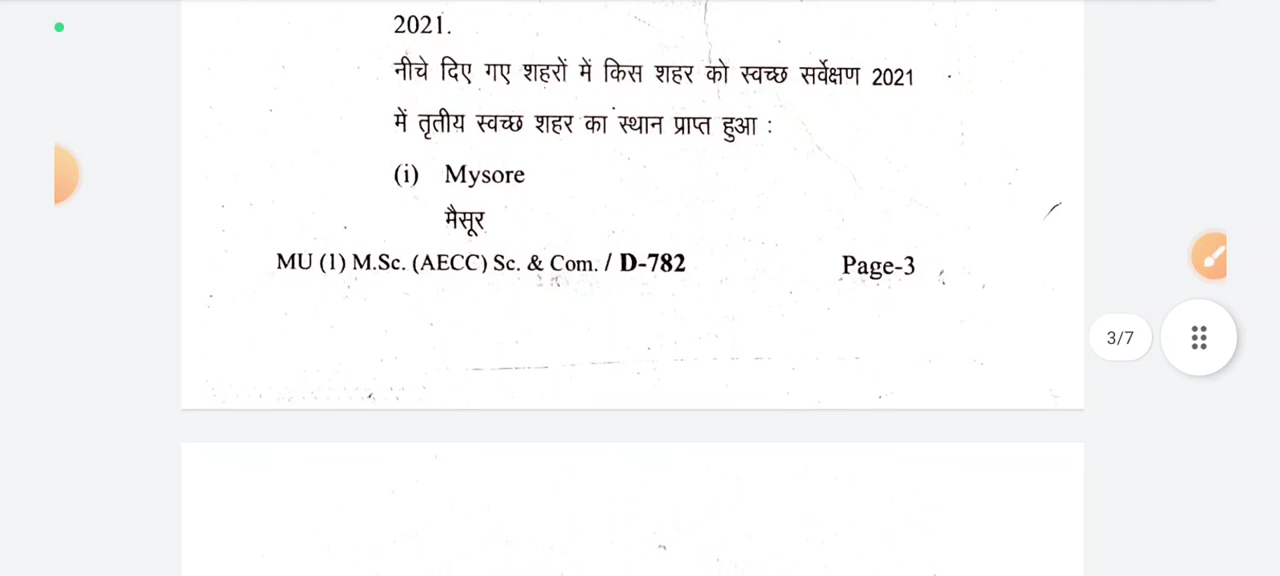 2021.
नीचे दिए गए शहरों में किस शहर को स्वच्छ सर्वेक्षण 2021
में तृतीय स्वच्छ शहर का स्थान प्राप्त हुआ :
(i) Mysore
मैसूर
MU (1) M.Sc. (AECC) Sc. & Com. / D-782 Page-3
3/7